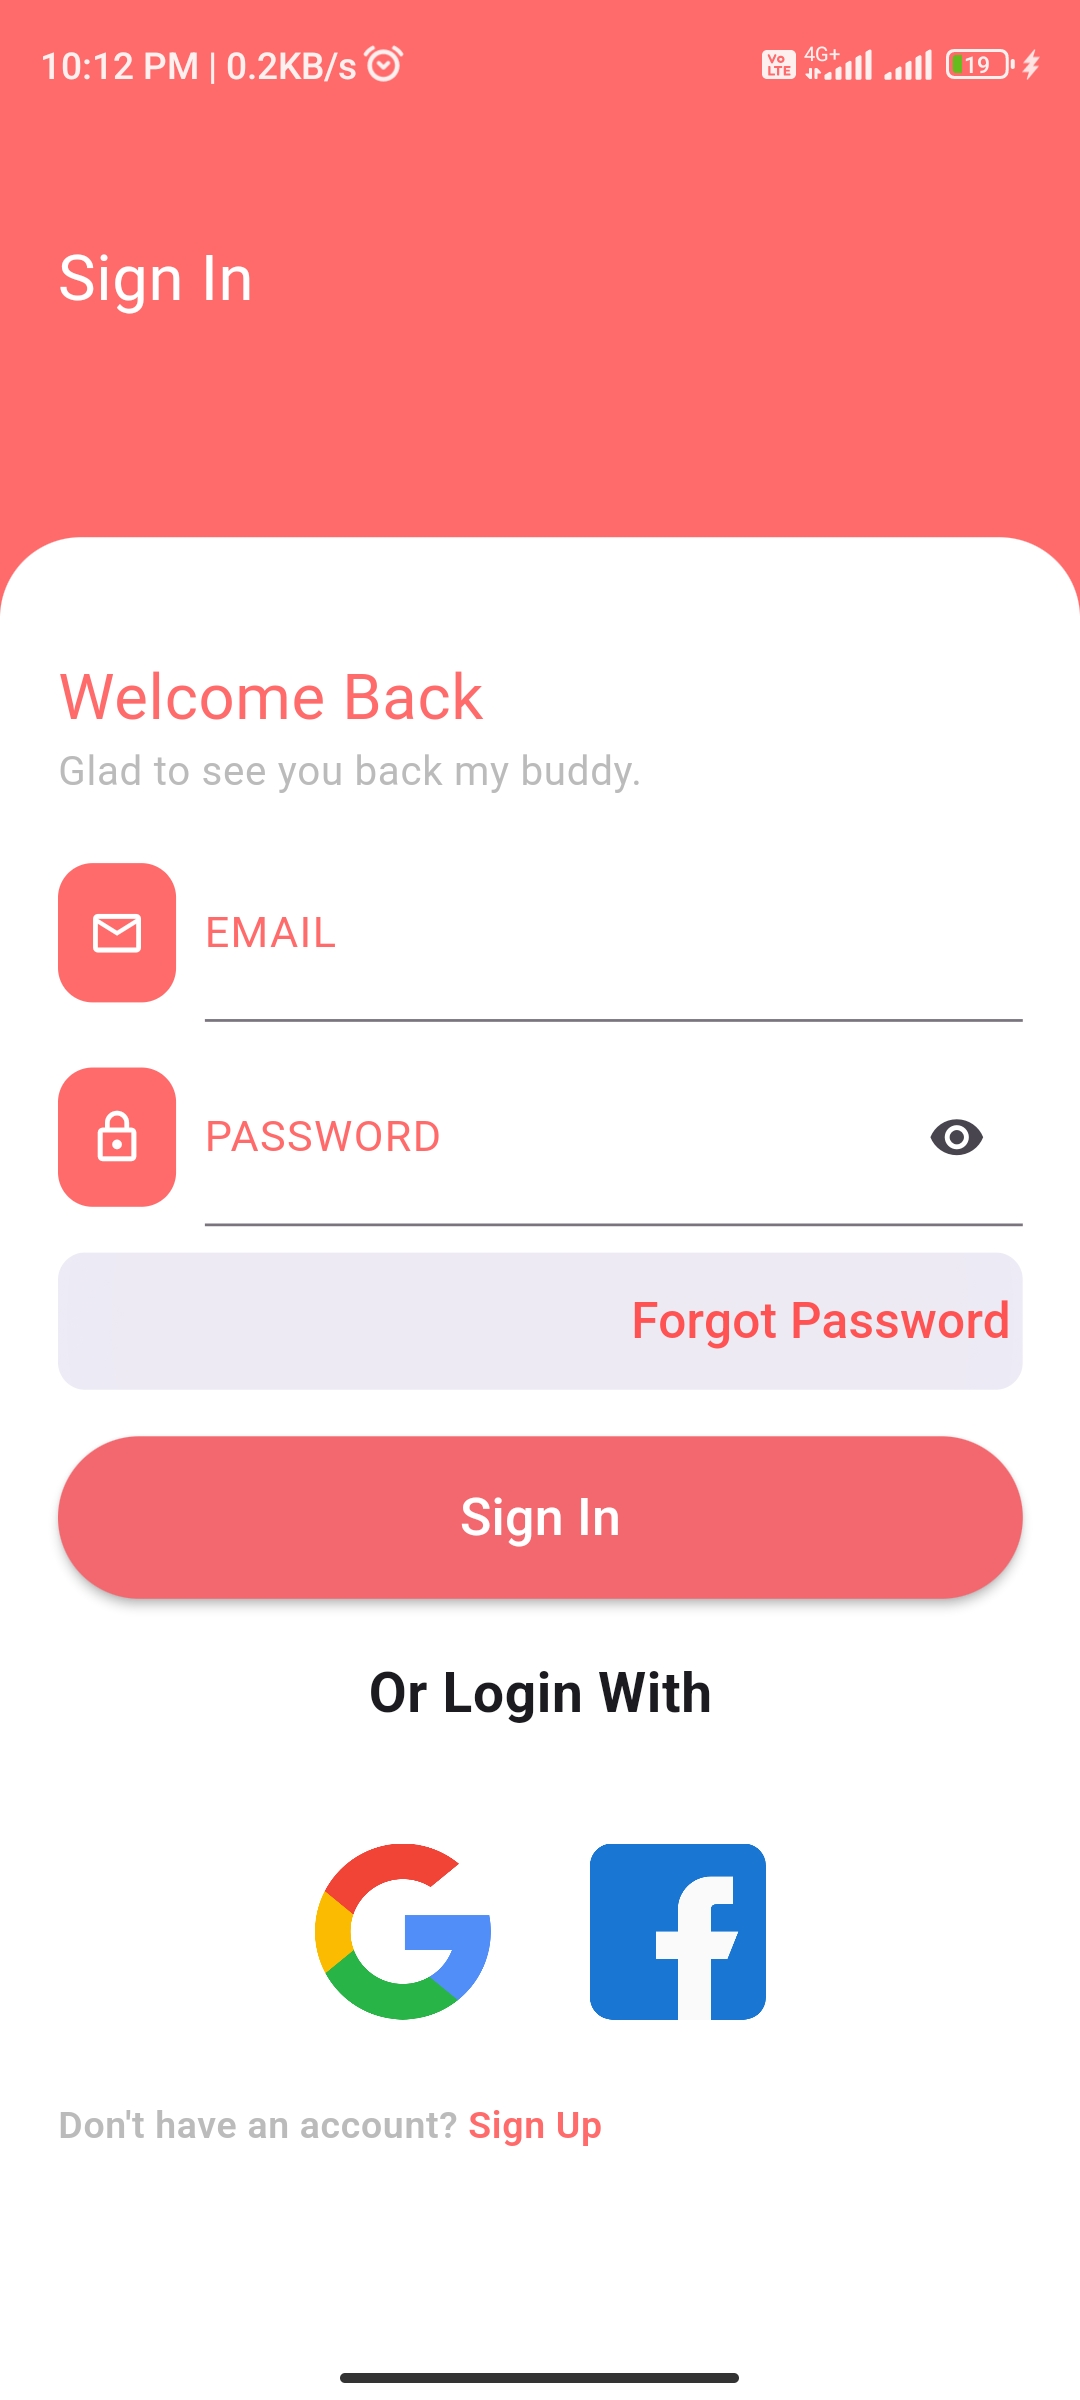 10:12 PM | 0.2KB/s Vo LTE 4G+ 19
Sign In
Welcome Back
Glad to see you back my buddy.
EMAIL
PASSWORD
Forgot Password
Sign In
Or Login With
Don't have an account? Sign Up